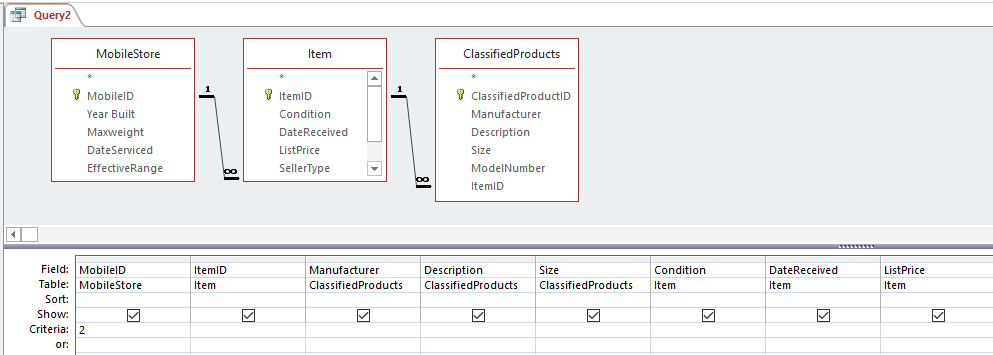 Query2
MobileStore
*
MobileID
Year Built
Maxweight
DateServiced
EffectiveRange
1
∞
Item
*
ItemID
Condition
DateReceived
ListPrice
SellerType
1
∞
ClassifiedProducts
*
ClassifiedProductID
Manufacturer
Description
Size
ModelNumber
ItemID
Field: MobileID ItemID Manufacturer Description Size Condition DateReceived ListPrice
Table: MobileStore Item ClassifiedProducts ClassifiedProducts ClassifiedProducts Item Item Item
Sort:
Show:
Criteria: 2
or: